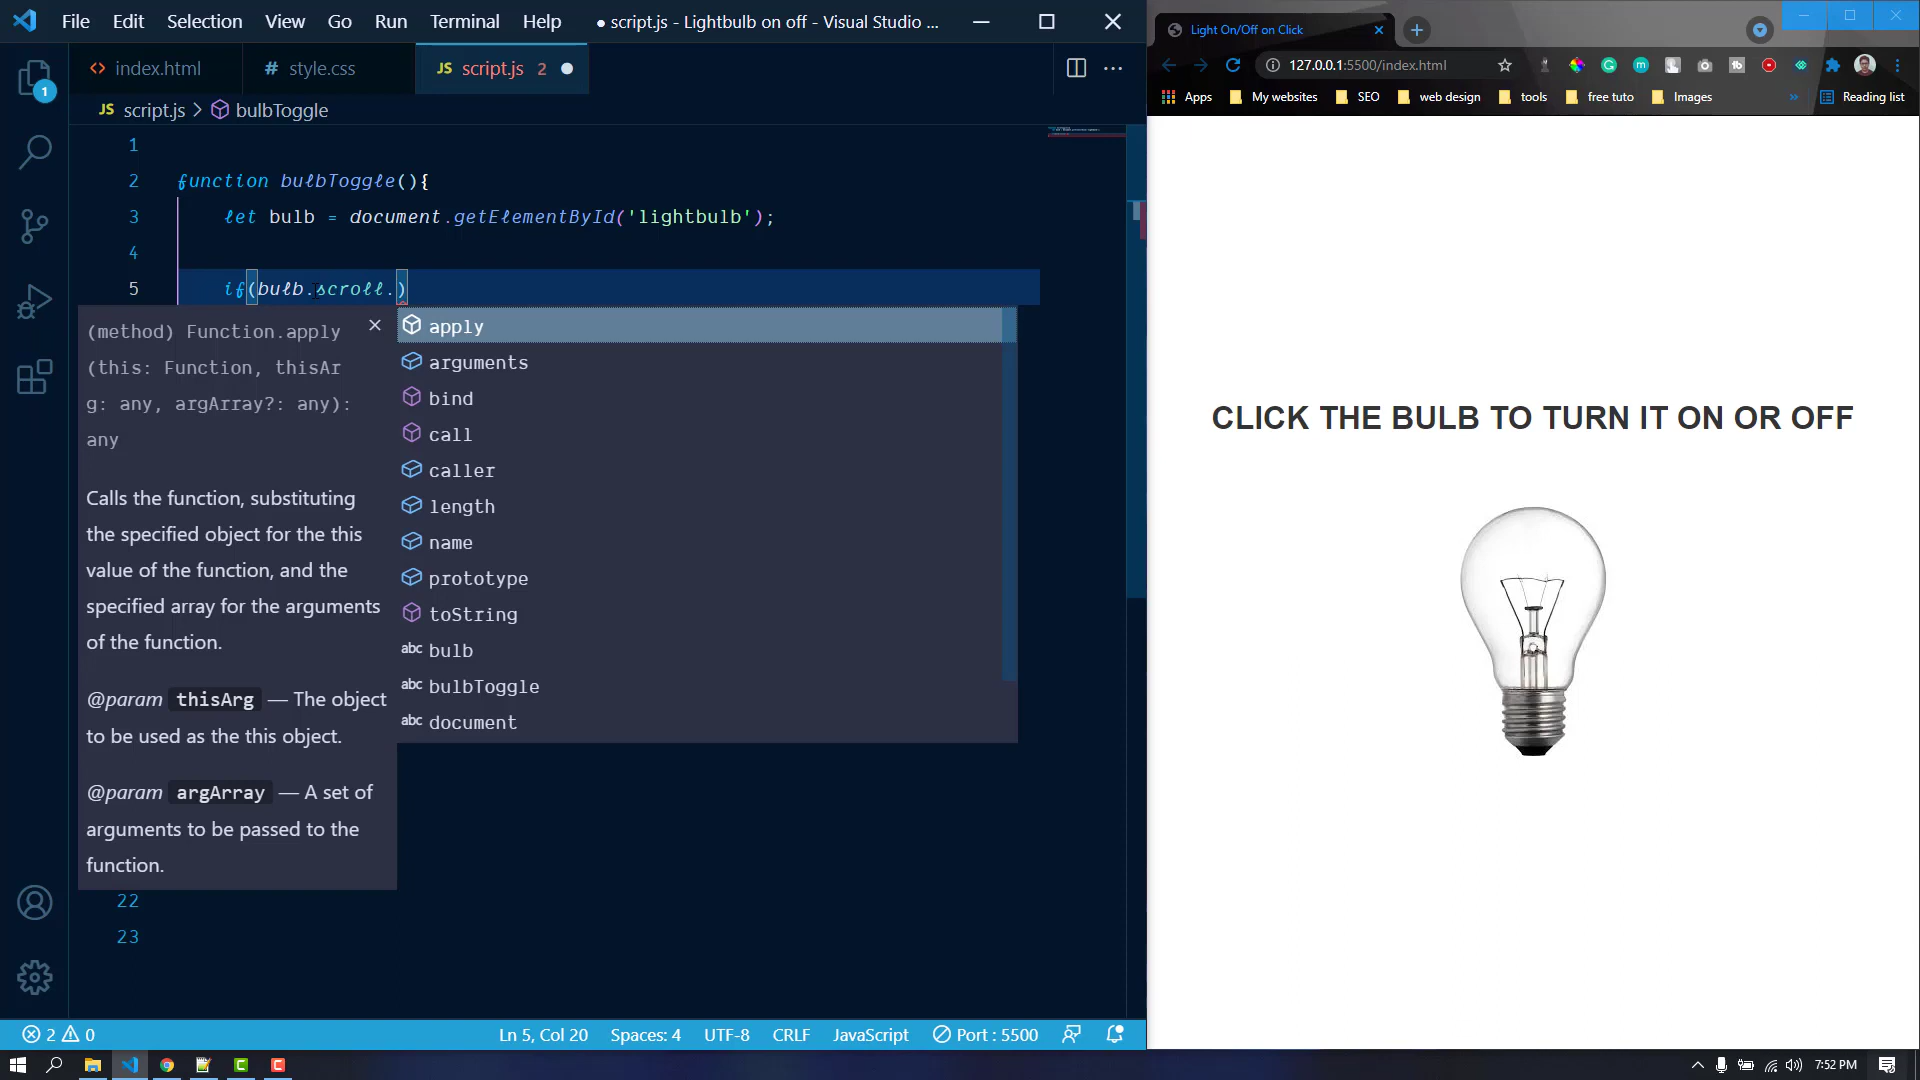 File Edit Selection View Go Run Terminal Help ● script.js - Lightbulb on off - Visual Studio ...
Light On/Off on Click
127.0.0.1:5500/index.html
Apps My websites SEO web design tools free tuto Images » Reading list
1
<> index.html # style.css JS script.js 2
JS script.js > bulbToggle
1
2 function bulbToggle(){
3 let bulb = document.getElementById('lightbulb');
4
5 if(bulb.scroll.)
(method) Function.apply
(this: Function, thisAr
g: any, argArray?: any):
any
Calls the function, substituting
the specified object for the this
value of the function, and the
specified array for the arguments
of the function.
@param thisArg — The object
to be used as the this object.
@param argArray — A set of
arguments to be passed to the
function.
apply
arguments
bind
call
caller
length
name
prototype
toString
abc bulb
abc bulbToggle
abc document
22
23
CLICK THE BULB TO TURN IT ON OR OFF
2 0 Ln 5, Col 20 Spaces: 4 UTF-8 CRLF JavaScript Port : 5500
7:52 PM